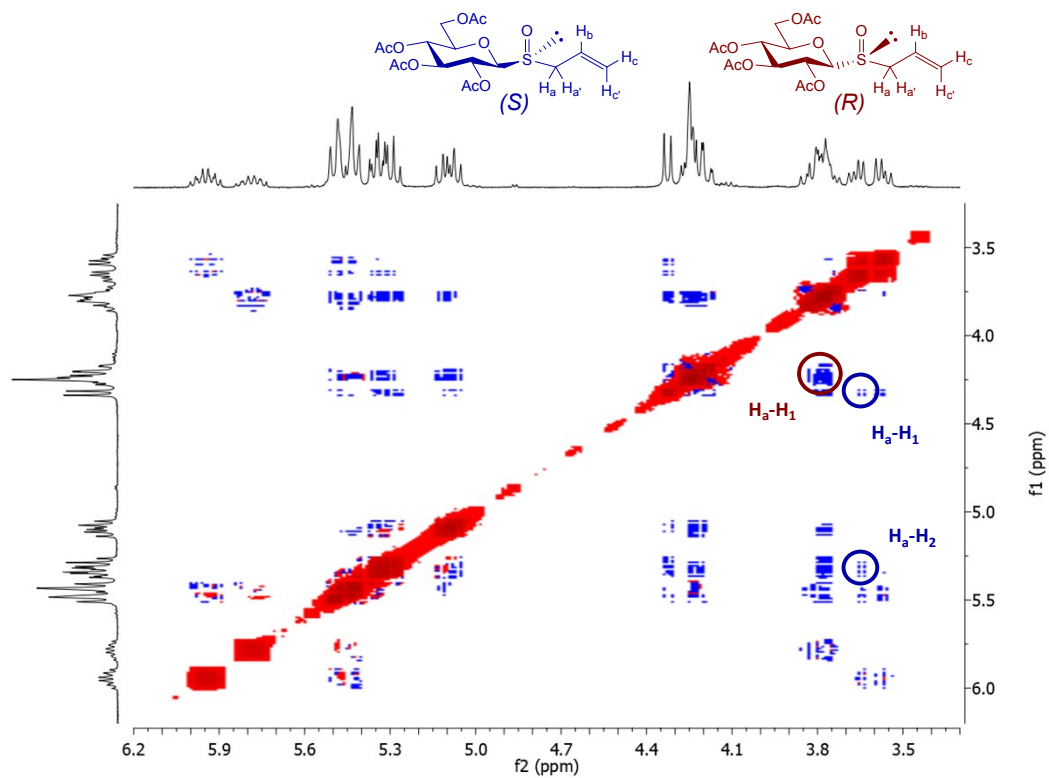 OAc
AcO
AcO
AcO
O
O
S
Hb
Hc
Hc'
Ha
Ha'
(S)
OAc
AcO
AcO
AcO
O
O
S
Hb
Hc
Hc'
Ha
Ha'
(R)
Ha-H1
Ha-H1
Ha-H2
3.5
4.0
4.5
5.0
5.5
6.0
f1 (ppm)
6.2 5.9 5.6 5.3 5.0 4.7 4.4 4.1 3.8 3.5
f2 (ppm)